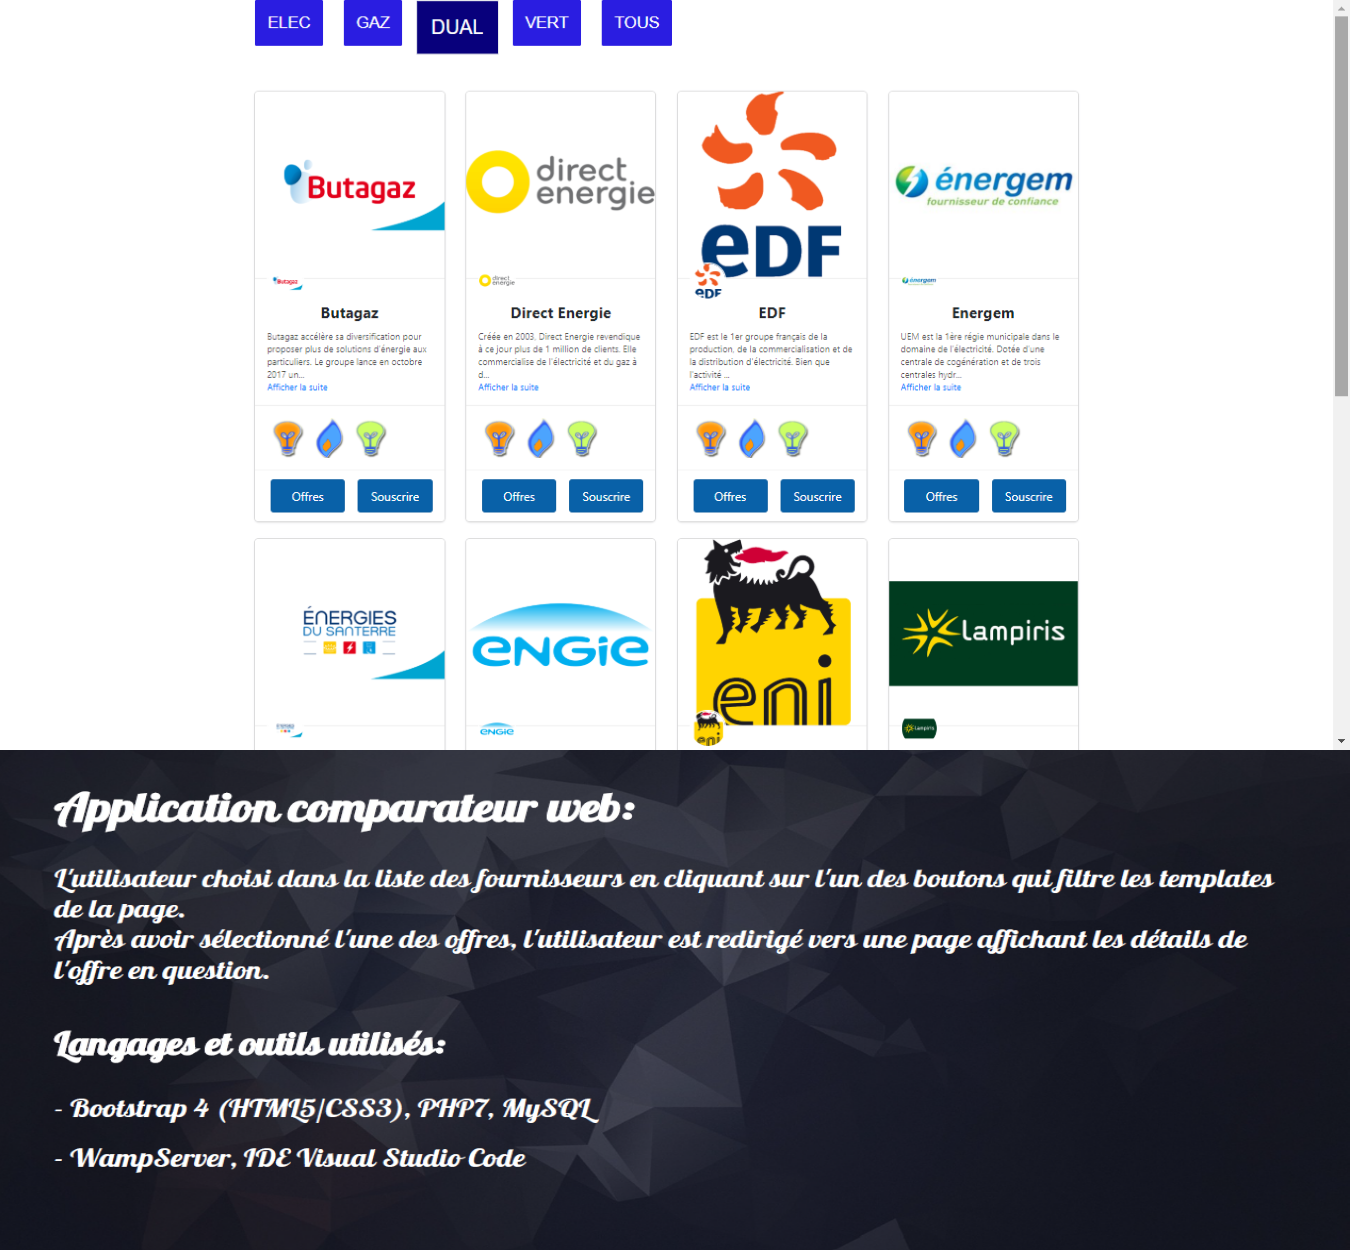 ELEC GAZ DUAL VERT TOUS
Butagaz
direct
energie
eDF
énergem
fournisseur de confiance
Butagaz
direct
energie
eDF
énergem
Butagaz
Butagaz accélère sa diversification pour
proposer plus de solutions d'énergie aux
particuliers. Le groupe lance en octobre
2017 un...
Afficher la suite
Direct Energie
Créée en 2003, Direct Energie revendique
à ce jour plus de 1 million de clients. Elle
commercialise de l'électricité et du gaz à
d...
Afficher la suite
EDF
EDF est le 1er groupe français de la
production, de la commercialisation et de
la distribution d'électricité. Bien que
l'activité ...
Afficher la suite
Energem
UEM est la 1ère régie municipale dans le
domaine de l'électricité. Dotée d'une
centrale de cogénération et de trois
centrales hydr...
Afficher la suite
Offres Souscrire
Offres Souscrire
Offres Souscrire
Offres Souscrire
ÉNERGIES
DU SANTERRE
ENGIE
eni
Lampiris
ENGIE
Lampiris
Application comparateur web:
L'utilisateur choisi dans la liste des fournisseurs en cliquant sur l'un des boutons qui filtre les templates
de la page.
Après avoir sélectionné l'une des offres, l'utilisateur est redirigé vers une page affichant les détails de
l'offre en question.
Langages et outils utilisés:
- Bootstrap 4 (HTML5/CSS3), PHP7, MySQL
- WampServer, IDE Visual Studio Code